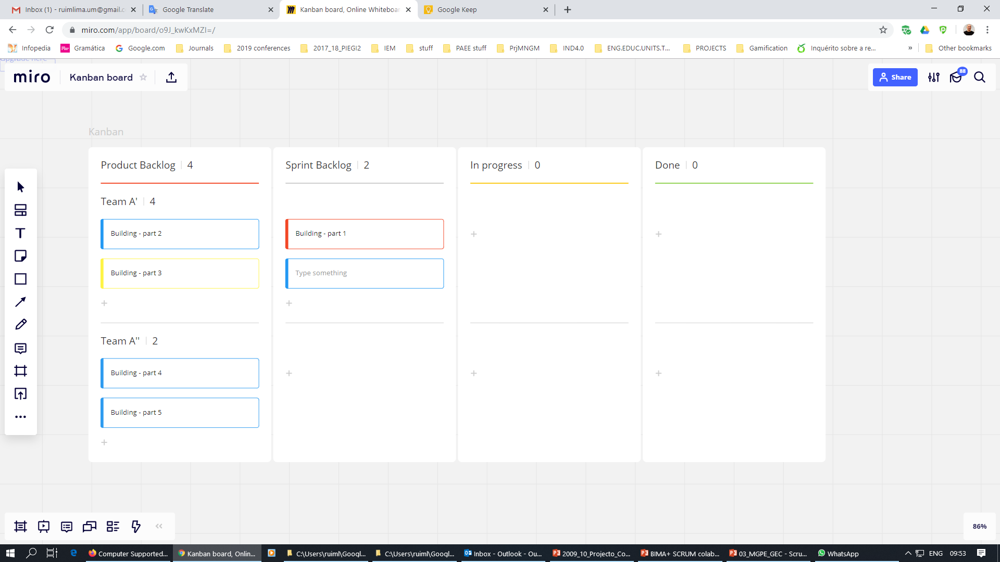 Inbox (1) - ruimlima.um@gmail.c
Google Translate
Kanban board, Online Whiteboar
Google Keep
miro.com/app/board/o9J_kwKxMZI=/
Infopedia
Gramática
Google.com
Journals
2019 conferences
2017_18_PIEGI2
IEM
stuff
PAEE stuff
PrjMNGM
IND4.0
ENG.EDUC.UNITS.T...
PROJECTS
Gamification
Inquérito sobre a re...
»
Other bookmarks
Upgrade here
miro
Kanban board
Share
88
Kanban
Product Backlog | 4
Sprint Backlog | 2
In progress | 0
Done | 0
Team A' | 4
Building - part 2
Building - part 1
Building - part 3
Type something
Team A'' | 2
Building - part 4
Building - part 5
86%
Computer Supported...
Kanban board, Onlin...
C:\Users\ruiml\Googl...
C:\Users\ruiml\Googl...
Inbox - Outlook - Ou...
2009_10_Projecto_Co...
BIMA+ SCRUM colab...
03_MGPE_GEC - Scru...
WhatsApp
ENG
09:53